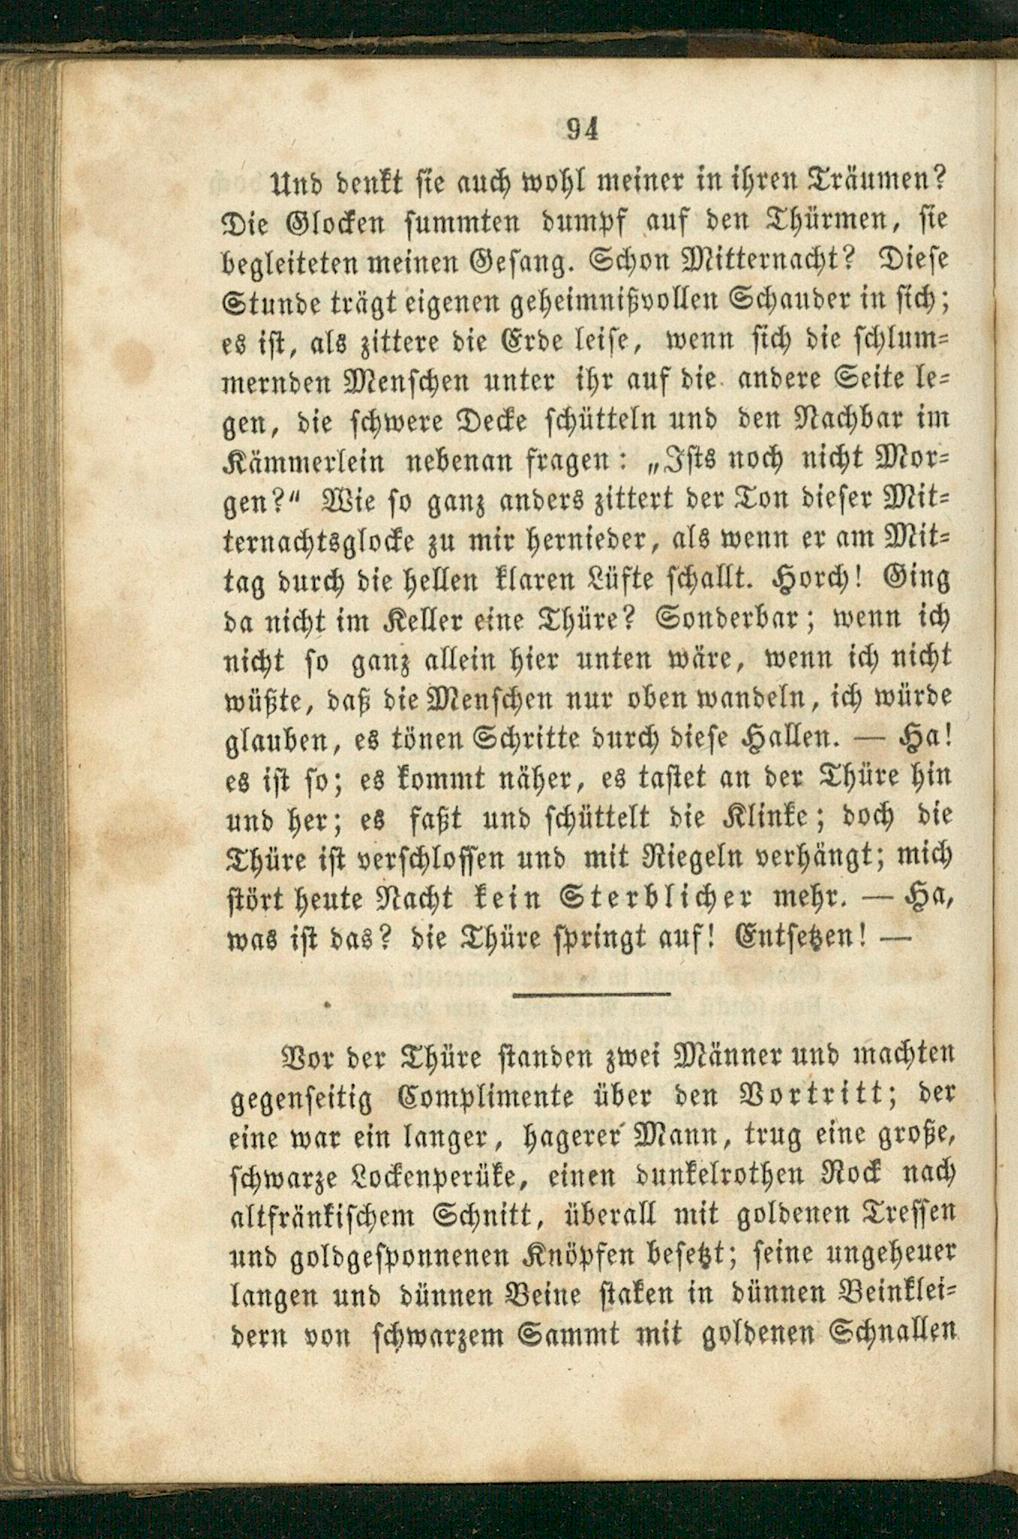 94
Und denkt sie auch wohl meiner in ihren Träumen?
Die Glocken summten dumpf auf den Thürmen, sie
begleiteten meinen Gesang. Schon Mitternacht? Diese
Stunde trägt eigenen geheimnißvollen Schauder in sich;
es ist, als zittere die Erde leise, wenn sich die schlum-
mernden Menschen unter ihr auf die andere Seite le-
gen, die schwere Decke schütteln und den Nachbar im
Kämmerlein nebenan fragen: „Ists noch nicht Mor-
gen?“ Wie so ganz anders zittert der Ton dieser Mit-
ternachtsglocke zu mir hernieder, als wenn er am Mit-
tag durch die hellen klaren Lüfte schallt. Horch! Ging
da nicht im Keller eine Thüre? Sonderbar; wenn ich
nicht so ganz allein hier unten wäre, wenn ich nicht
wüßte, daß die Menschen nur oben wandeln, ich würde
glauben, es tönen Schritte durch diese Hallen. — Ha!
es ist so; es kommt näher, es tastet an der Thüre hin
und her; es faßt und schüttelt die Klinke; doch die
Thüre ist verschlossen und mit Riegeln verhängt; mich
stört heute Nacht kein Sterblicher mehr. — Ha,
was ist das? die Thüre springt auf! Entsetzen! —
Vor der Thüre standen zwei Männer und machten
gegenseitig Complimente über den Vortritt; der
eine war ein langer, hagerer Mann, trug eine große,
schwarze Lockenperüke, einen dunkelrothen Rock nach
altfränkischem Schnitt, überall mit goldenen Tressen
und goldgesponnenen Knöpfen besetzt; seine ungeheuer
langen und dünnen Beine staken in dünnen Beinklei-
dern von schwarzem Sammt mit goldenen Schnallen